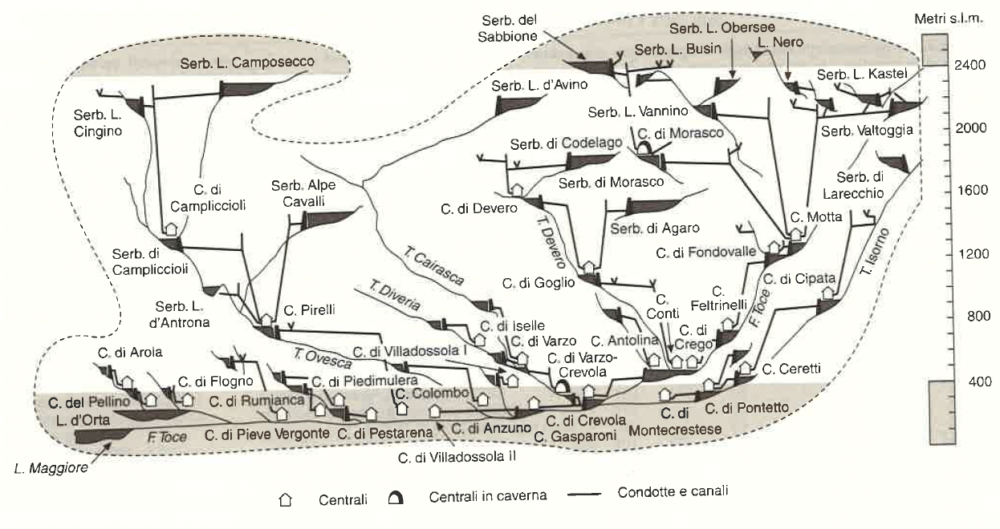 Metri s.l.m.
Serb. del
Sabbione
Serb. L. Obersee
Serb. L. Busin
L. Nero
2400
Serb. L. Camposecco
Serb. L. Kastel
Serb. L. d'Avino
Serb. L.
Cingino
Serb. L. Vannino
Serb. Valtoggia
2000
C. di Morasco
Serb. di Codelago
Serb. di Morasco
Serb. di
Larecchio
C. di
Campliccioli
Serb. Alpe
Cavalli
1600
C. di Devero
C. Motta
T. Devero
Serb. di Agaro
Serb. di
Campliccioli
T. Cairasca
C. di Fondovalle
T. Isorno
1200
C. di Goglio
C. di Cipata
T. Diveria
Serb. L.
d'Antrona
C. Pirelli
C.
Conti
C.
Feltrinelli
F. Toce
800
C. di Iselle
C. di
Crego
C. Antolina
C. di Varzo
C. di Arola
T. Ovesca
C. di Villadossola I
C. di Varzo-
Crevola
C. Ceretti
C. di Flogno
C. di Piedimulera
400
C. del Pellino
C. di Rumianca
C. Colombo
C. di Pontetto
L. d'Orta
F. Toce
C. di Pieve Vergonte
C. di Pestarena
C. di Anzuno
C. di Crevola
C. Gasparoni
C. di
Montecrestese
L. Maggiore
C. di Villadossola II
Centrali
Centrali in caverna
Condotte e canali